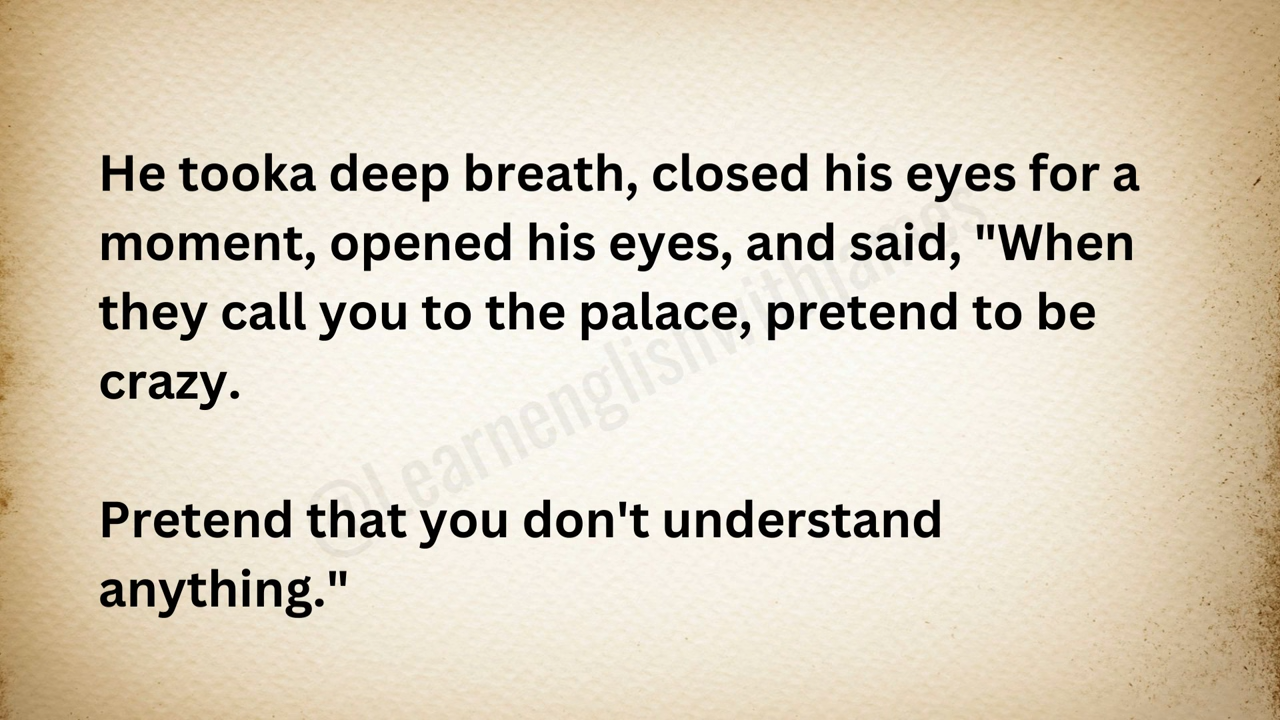 He tooka deep breath, closed his eyes for a
moment, opened his eyes, and said, "When
they call you to the palace, pretend to be
crazy.
Pretend that you don't understand
anything."
@Learnenglishwithjames